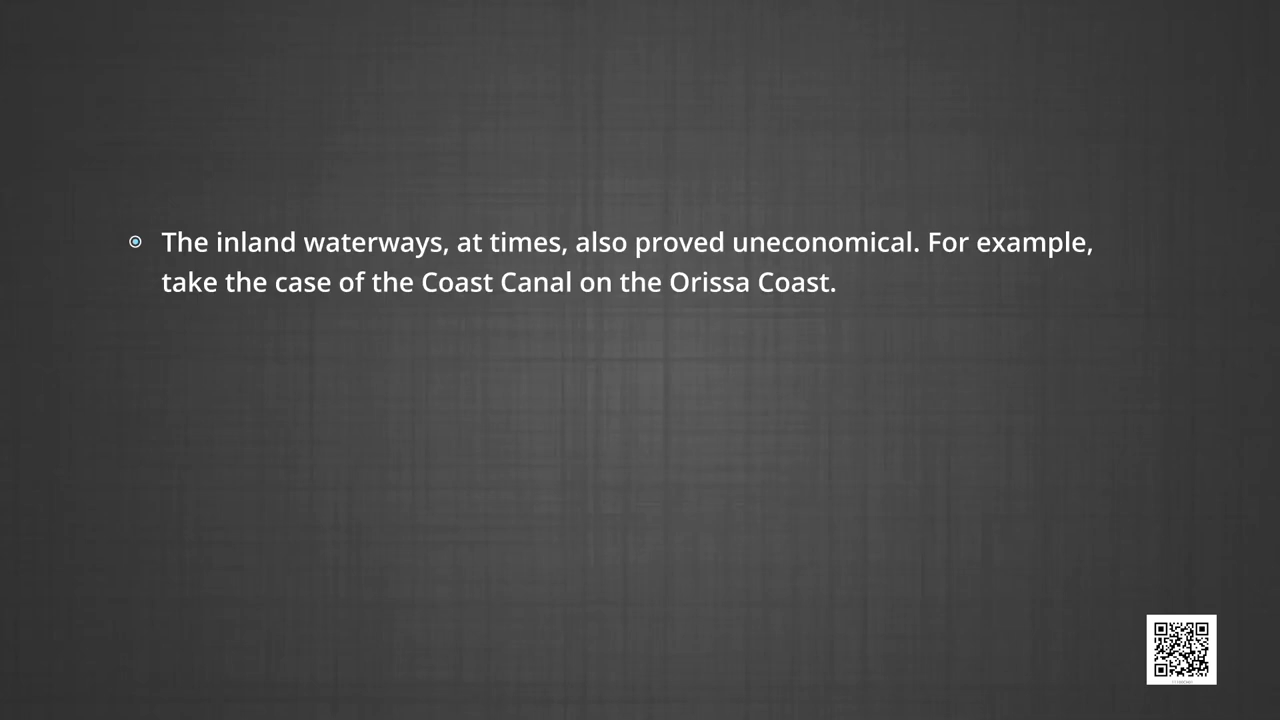 The inland waterways, at times, also proved uneconomical. For example,
take the case of the Coast Canal on the Orissa Coast.